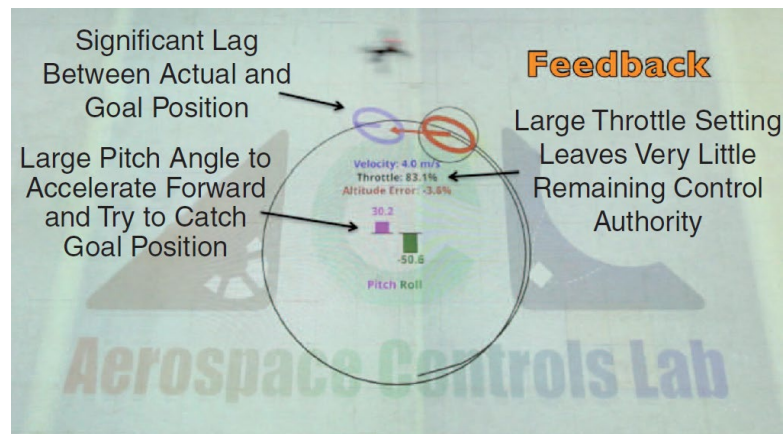 Significant Lag
Between Actual and
Goal Position
Feedback
Large Throttle Setting
Leaves Very Little
Remaining Control
Authority
Large Pitch Angle to
Accelerate Forward
and Try to Catch
Goal Position
Velocity: 4.0 m/s
Throttle: 83.1%
Altitude Error: -3.6%
30.2
-50.6
Pitch Roll
Aerospace Controls Lab